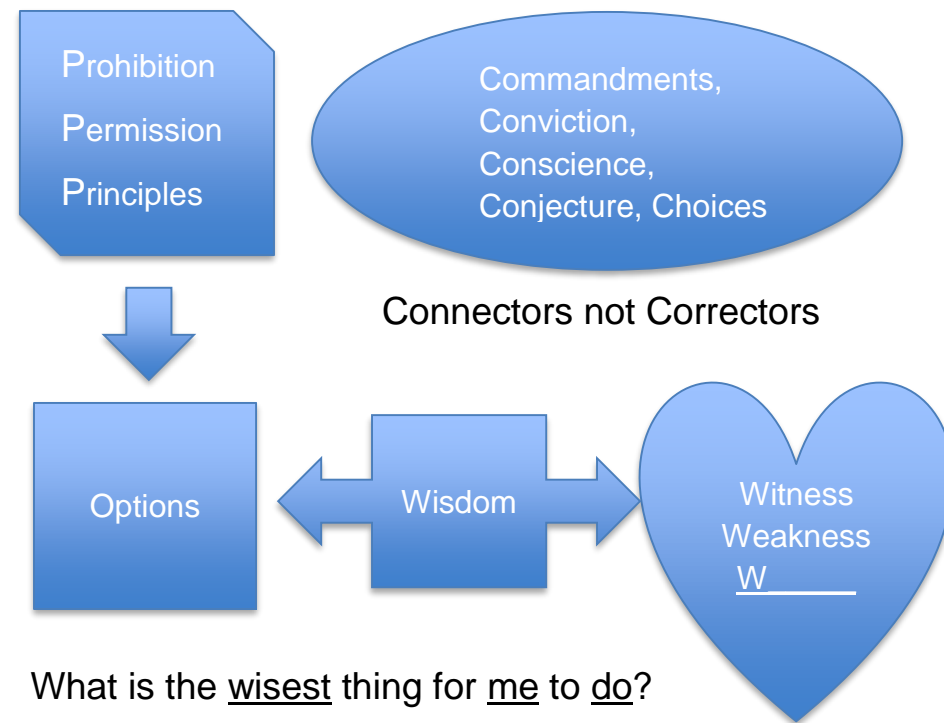 Prohibition
Permission
Principles
Commandments,
Conviction,
Conscience,
Conjecture, Choices
Connectors not Correctors
Options
Wisdom
Witness
Weakness
W______
What is the wisest thing for me to do?